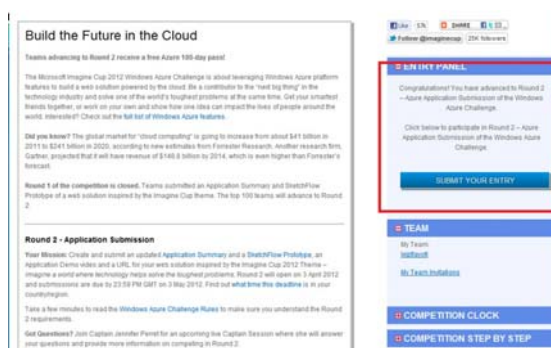 Build the Future in the Cloud
Teams advancing to Round 2 receive a free Azure 100-day pass!
The Microsoft Imagine Cup 2012 Windows Azure Challenge is about leveraging Windows Azure platform
features to build a web solution powered by the cloud. Be a contributor to the "next big thing" in the
technology industry and solve one of the world's toughest problems at the same time. Get your smartest
friends together, or work on your own and show how one idea can impact the lives of people around the
world. Interested? Check out the full list of Windows Azure features.
Did you know? The global market for "cloud computing" is going to increase from about $41 billion in
2011 to $241 billion in 2020, according to new estimates from Forrester Research. Another research firm,
Gartner, projected that it will have revenue of $148.8 billion by 2014, which is even higher than Forrester's
forecast.
Round 1 of the competition is closed. Teams submitted an Application Summary and SketchFlow
Prototype of a web solution inspired by the Imagine Cup theme. The top 100 teams will advance to Round
2.
Round 2 - Application Submission
Your Mission: Create and submit an updated Application Summary and a SketchFlow Prototype, an
Application Demo video and a URL for your web solution inspired by the Imagine Cup 2012 Theme –
Imagine a world where technology helps solve the toughest problems. Round 2 will open on 3 April 2012
and submissions are due by 23:59 PM GMT on 3 May 2012. Find out what time this deadline is in your
country/region.
Take a few minutes to read the Windows Azure Challenge Rules to make sure you understand the Round
2 requirements.
Got Questions? Join Captain Jennifer Perret for an upcoming live Captain Session where she will answer
your questions and provide more information on competing in Round 2.
Like 57k SHARE
Follow @imaginecup 25K followers
ENTRY PANEL
Congratulations! You have advanced to Round 2
– Azure Application Submission of the Windows
Azure Challenge.
Click below to participate in Round 2 – Azure
Application Submission of the Windows Azure
Challenge.
SUBMIT YOUR ENTRY
TEAM
My Team
My Team Invitations
COMPETITION CLOCK
COMPETITION STEP BY STEP